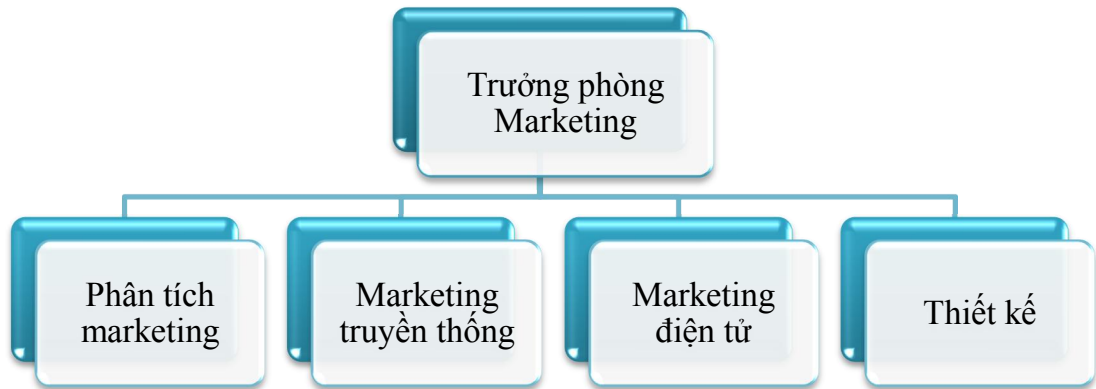 Trưởng phòng
Marketing
Phân tích
marketing
Marketing
truyền thống
Marketing
điện tử
Thiết kế